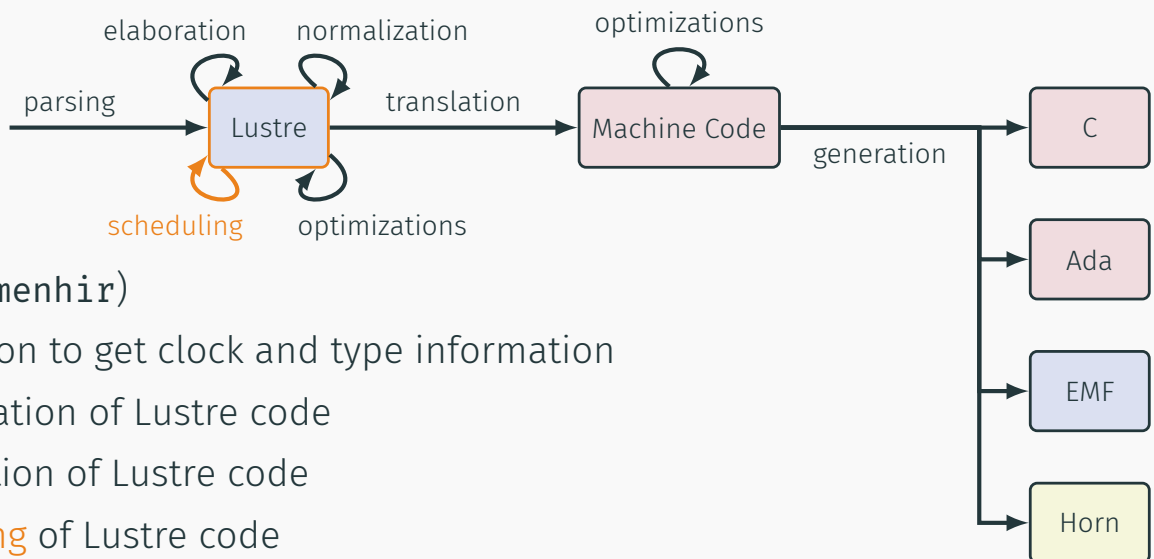 elaboration normalization optimizations
parsing translation
Lustre Machine Code C
generation
scheduling optimizations
Ada
menhir)
on to get clock and type information
EMF
ation of Lustre code
tion of Lustre code
Horn
ng of Lustre code